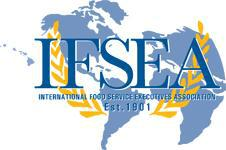 IFSEA
INTERNATIONAL FOOD SERVICE EXECUTIVES ASSOCIATION
Est.1901